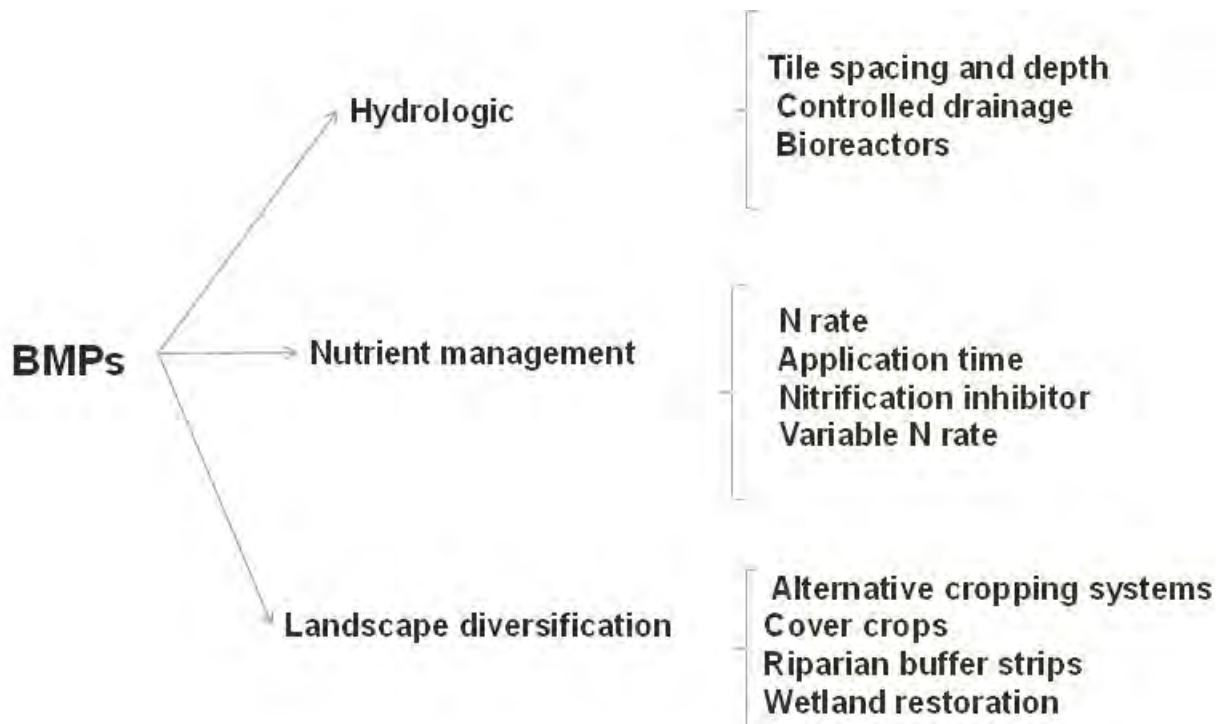 Hydrologic
Tile spacing and depth
Controlled drainage
Bioreactors
BMPs
Nutrient management
N rate
Application time
Nitrification inhibitor
Variable N rate
Landscape diversification
Alternative cropping systems
Cover crops
Riparian buffer strips
Wetland restoration